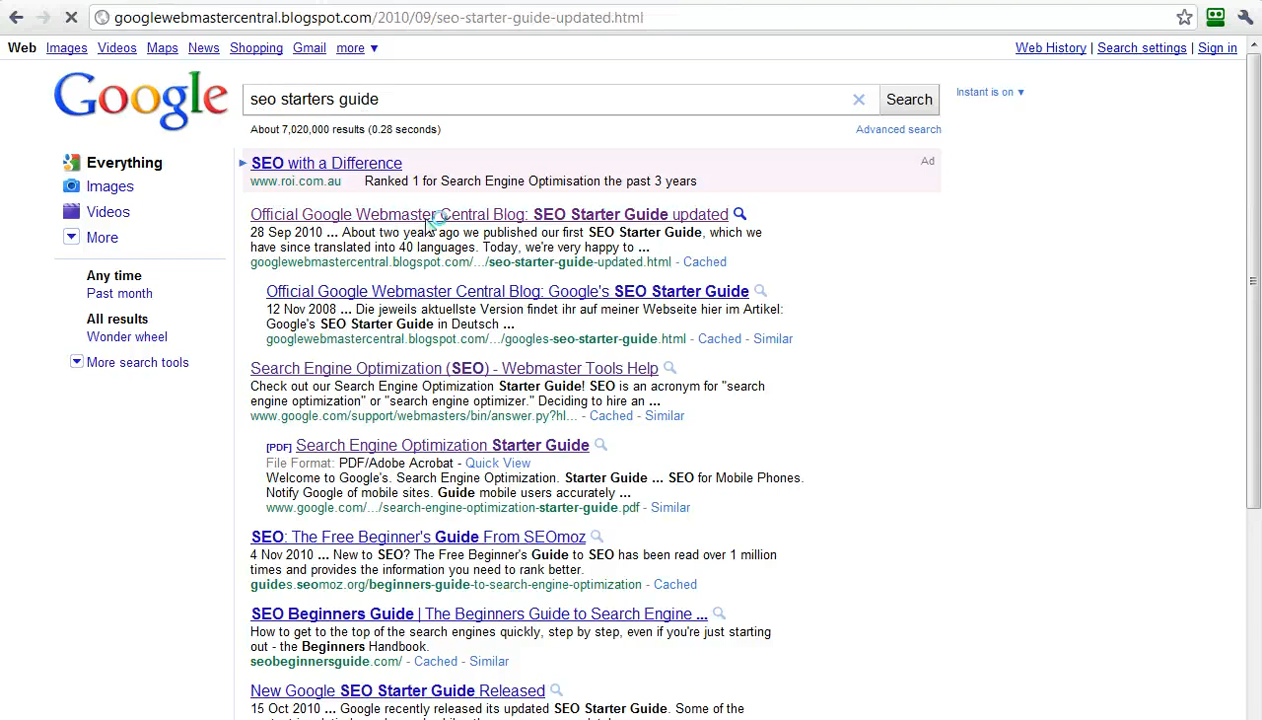 googlewebmastercentral.blogspot.com/2010/09/seo-starter-guide-updated.html
Web Images Videos Maps News Shopping Gmail more ▼ Web History | Search settings | Sign in
Google
seo starters guide
Search
Instant is on ▼
About 7,020,000 results (0.28 seconds)
Advanced search
Everything
Images
Videos
More
Any time
Past month
All results
Wonder wheel
More search tools
SEO with a Difference
Ad
www.roi.com.au Ranked 1 for Search Engine Optimisation the past 3 years
Official Google Webmaster Central Blog: SEO Starter Guide updated
28 Sep 2010 ... About two years ago we published our first SEO Starter Guide, which we
have since translated into 40 languages. Today, we're very happy to ...
googlewebmastercentral.blogspot.com/.../seo-starter-guide-updated.html - Cached
Official Google Webmaster Central Blog: Google's SEO Starter Guide
12 Nov 2008 ... Die jeweils aktuellste Version findet ihr auf meiner Webseite hier im Artikel:
Google's SEO Starter Guide in Deutsch ...
googlewebmastercentral.blogspot.com/.../googles-seo-starter-guide.html - Cached - Similar
Search Engine Optimization (SEO) - Webmaster Tools Help
Check out our Search Engine Optimization Starter Guide! SEO is an acronym for "search
engine optimization" or "search engine optimizer." Deciding to hire an ...
www.google.com/support/webmasters/bin/answer.py?hl... - Cached - Similar
[PDF] Search Engine Optimization Starter Guide
File Format: PDF/Adobe Acrobat - Quick View
Welcome to Google's. Search Engine Optimization. Starter Guide ... SEO for Mobile Phones.
Notify Google of mobile sites. Guide mobile users accurately ...
www.google.com/.../search-engine-optimization-starter-guide.pdf - Similar
SEO: The Free Beginner's Guide From SEOmoz
4 Nov 2010 ... New to SEO? The Free Beginner's Guide to SEO has been read over 1 million
times and provides the information you need to rank better.
guides.seomoz.org/beginners-guide-to-search-engine-optimization - Cached
SEO Beginners Guide | The Beginners Guide to Search Engine ...
How to get to the top of the search engines quickly, step by step, even if you're just starting
out - the Beginners Handbook.
seobeginnersguide.com/ - Cached - Similar
New Google SEO Starter Guide Released
15 Oct 2010 ... Google recently released its updated SEO Starter Guide. Some of the